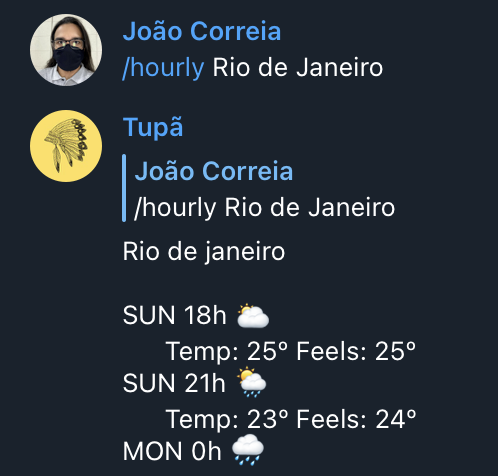 João Correia
/hourly Rio de Janeiro
Tupã
João Correia
/hourly Rio de Janeiro
Rio de janeiro
SUN 18h 🌥️
Temp: 25° Feels: 25°
SUN 21h 🌦️
Temp: 23° Feels: 24°
MON 0h 🌧️